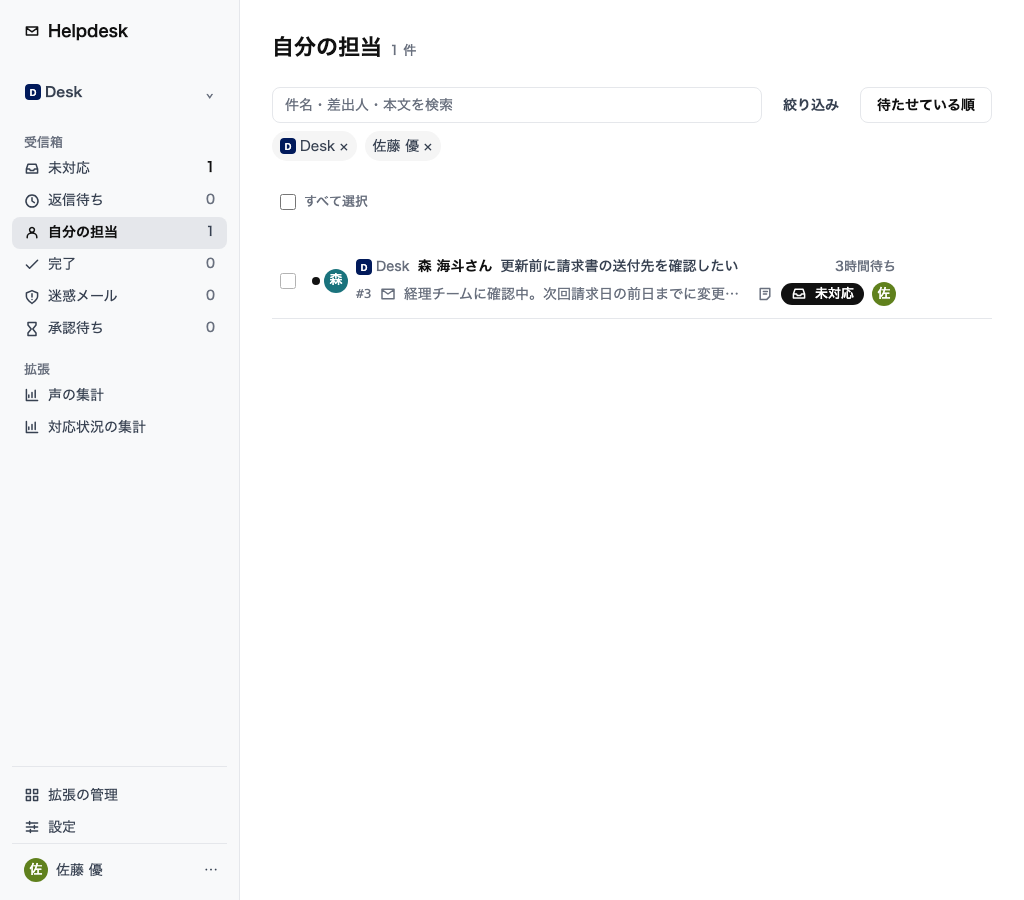 Helpdesk
D Desk
受信箱
未対応 1
返信待ち 0
自分の担当 1
完了 0
迷惑メール 0
承認待ち 0
拡張
声の集計
対応状況の集計
拡張の管理
設定
佐 佐藤 優 ⋯
自分の担当 1 件
件名・差出人・本文を検索 絞り込み 待たせている順
D Desk × 佐藤 優 ×
すべて選択
森 D Desk 森 海斗さん 更新前に請求書の送付先を確認したい 3時間待ち
#3 経理チームに確認中。次回請求日の前日までに変更… 未対応 佐